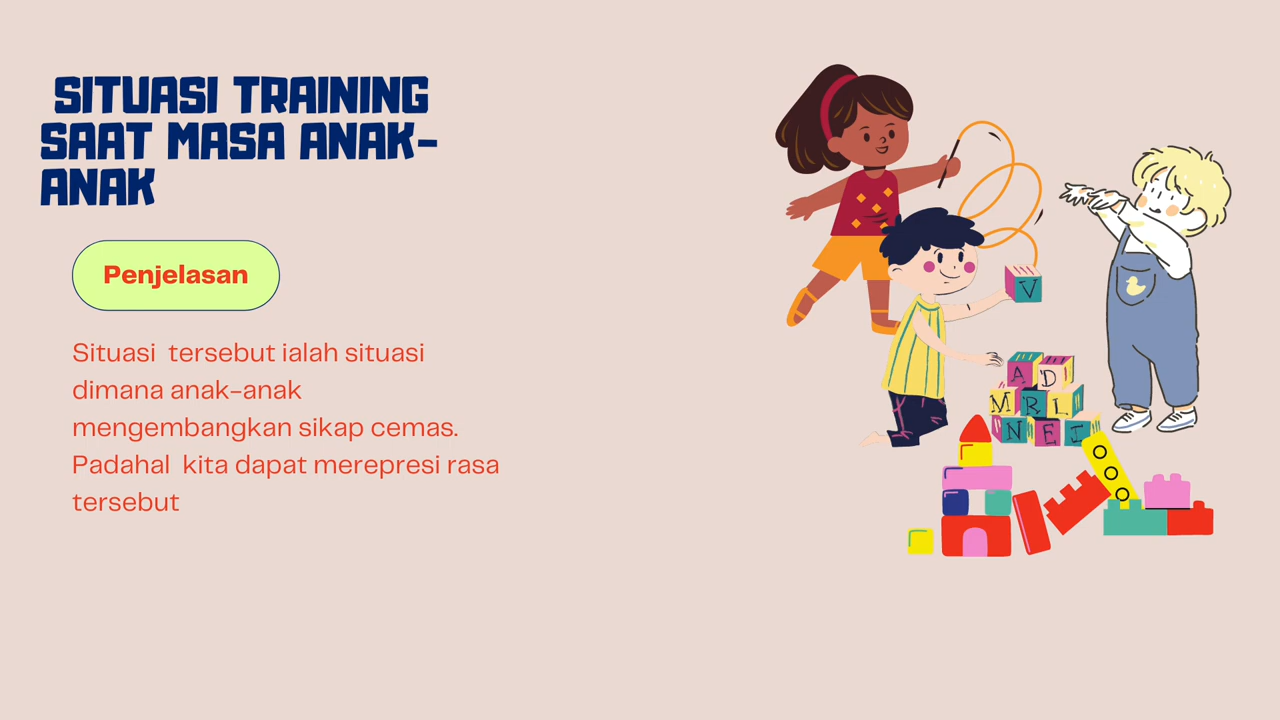 SITUASI TRAINING
SAAT MASA ANAK-
ANAK
Penjelasan
Situasi tersebut ialah situasi
dimana anak-anak
mengembangkan sikap cemas.
Padahal kita dapat merepresi rasa
tersebut
V
A D
M R L
N E I